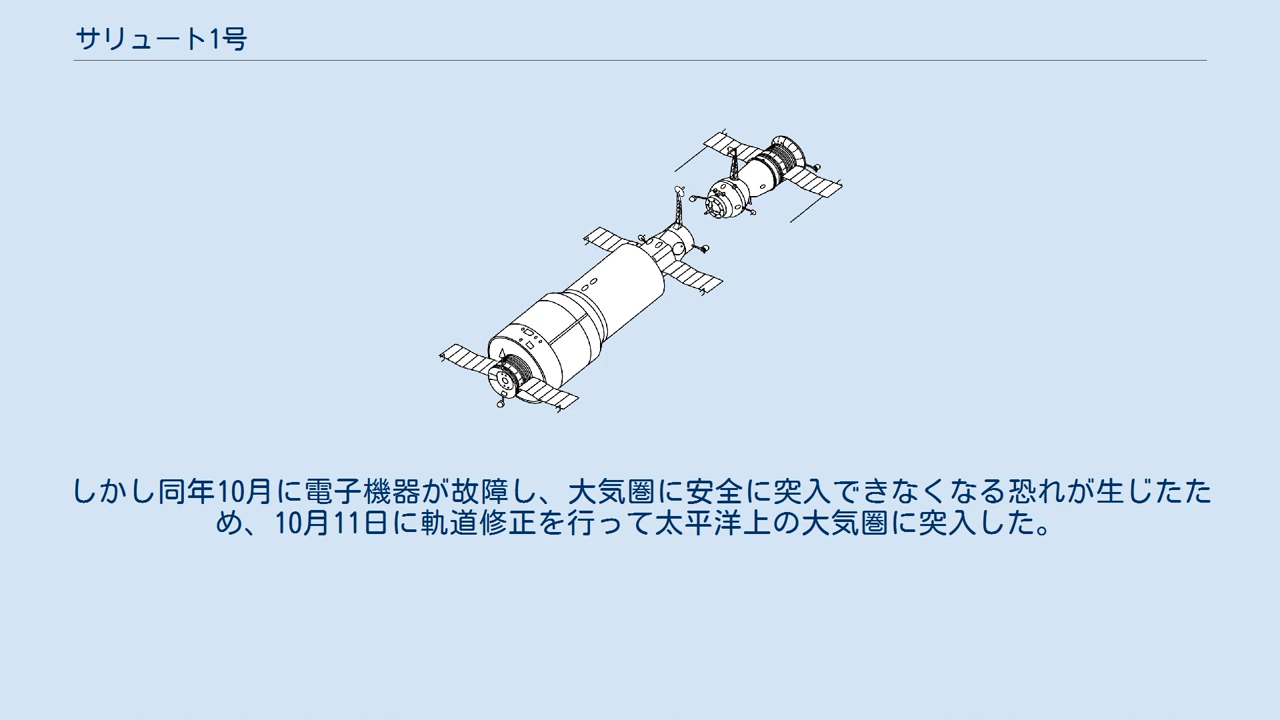 サリュート1号
しかし同年10月に電子機器が故障し、大気圏に安全に突入できなくなる恐れが生じたた
め、10月11日に軌道修正を行って太平洋上の大気圏に突入した。